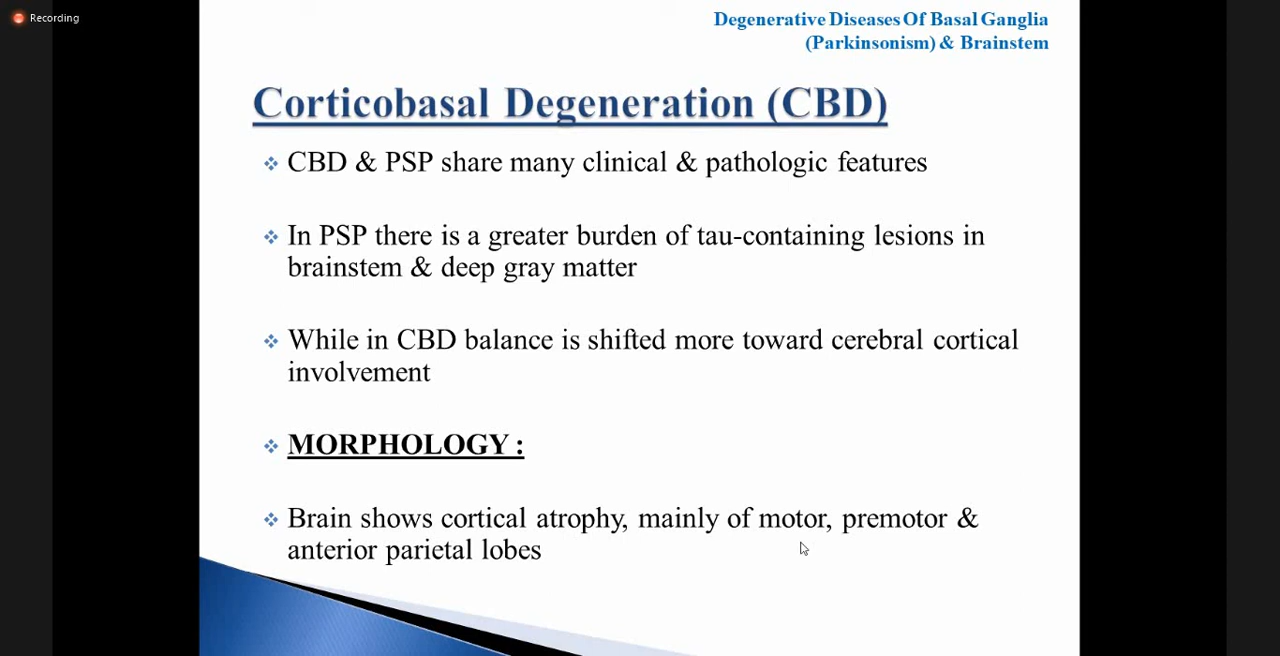 Recording
Degenerative Diseases Of Basal Ganglia
(Parkinsonism) & Brainstem
Corticobasal Degeneration (CBD)
CBD & PSP share many clinical & pathologic features
In PSP there is a greater burden of tau-containing lesions in
brainstem & deep gray matter
While in CBD balance is shifted more toward cerebral cortical
involvement
MORPHOLOGY :
Brain shows cortical atrophy, mainly of motor, premotor &
anterior parietal lobes